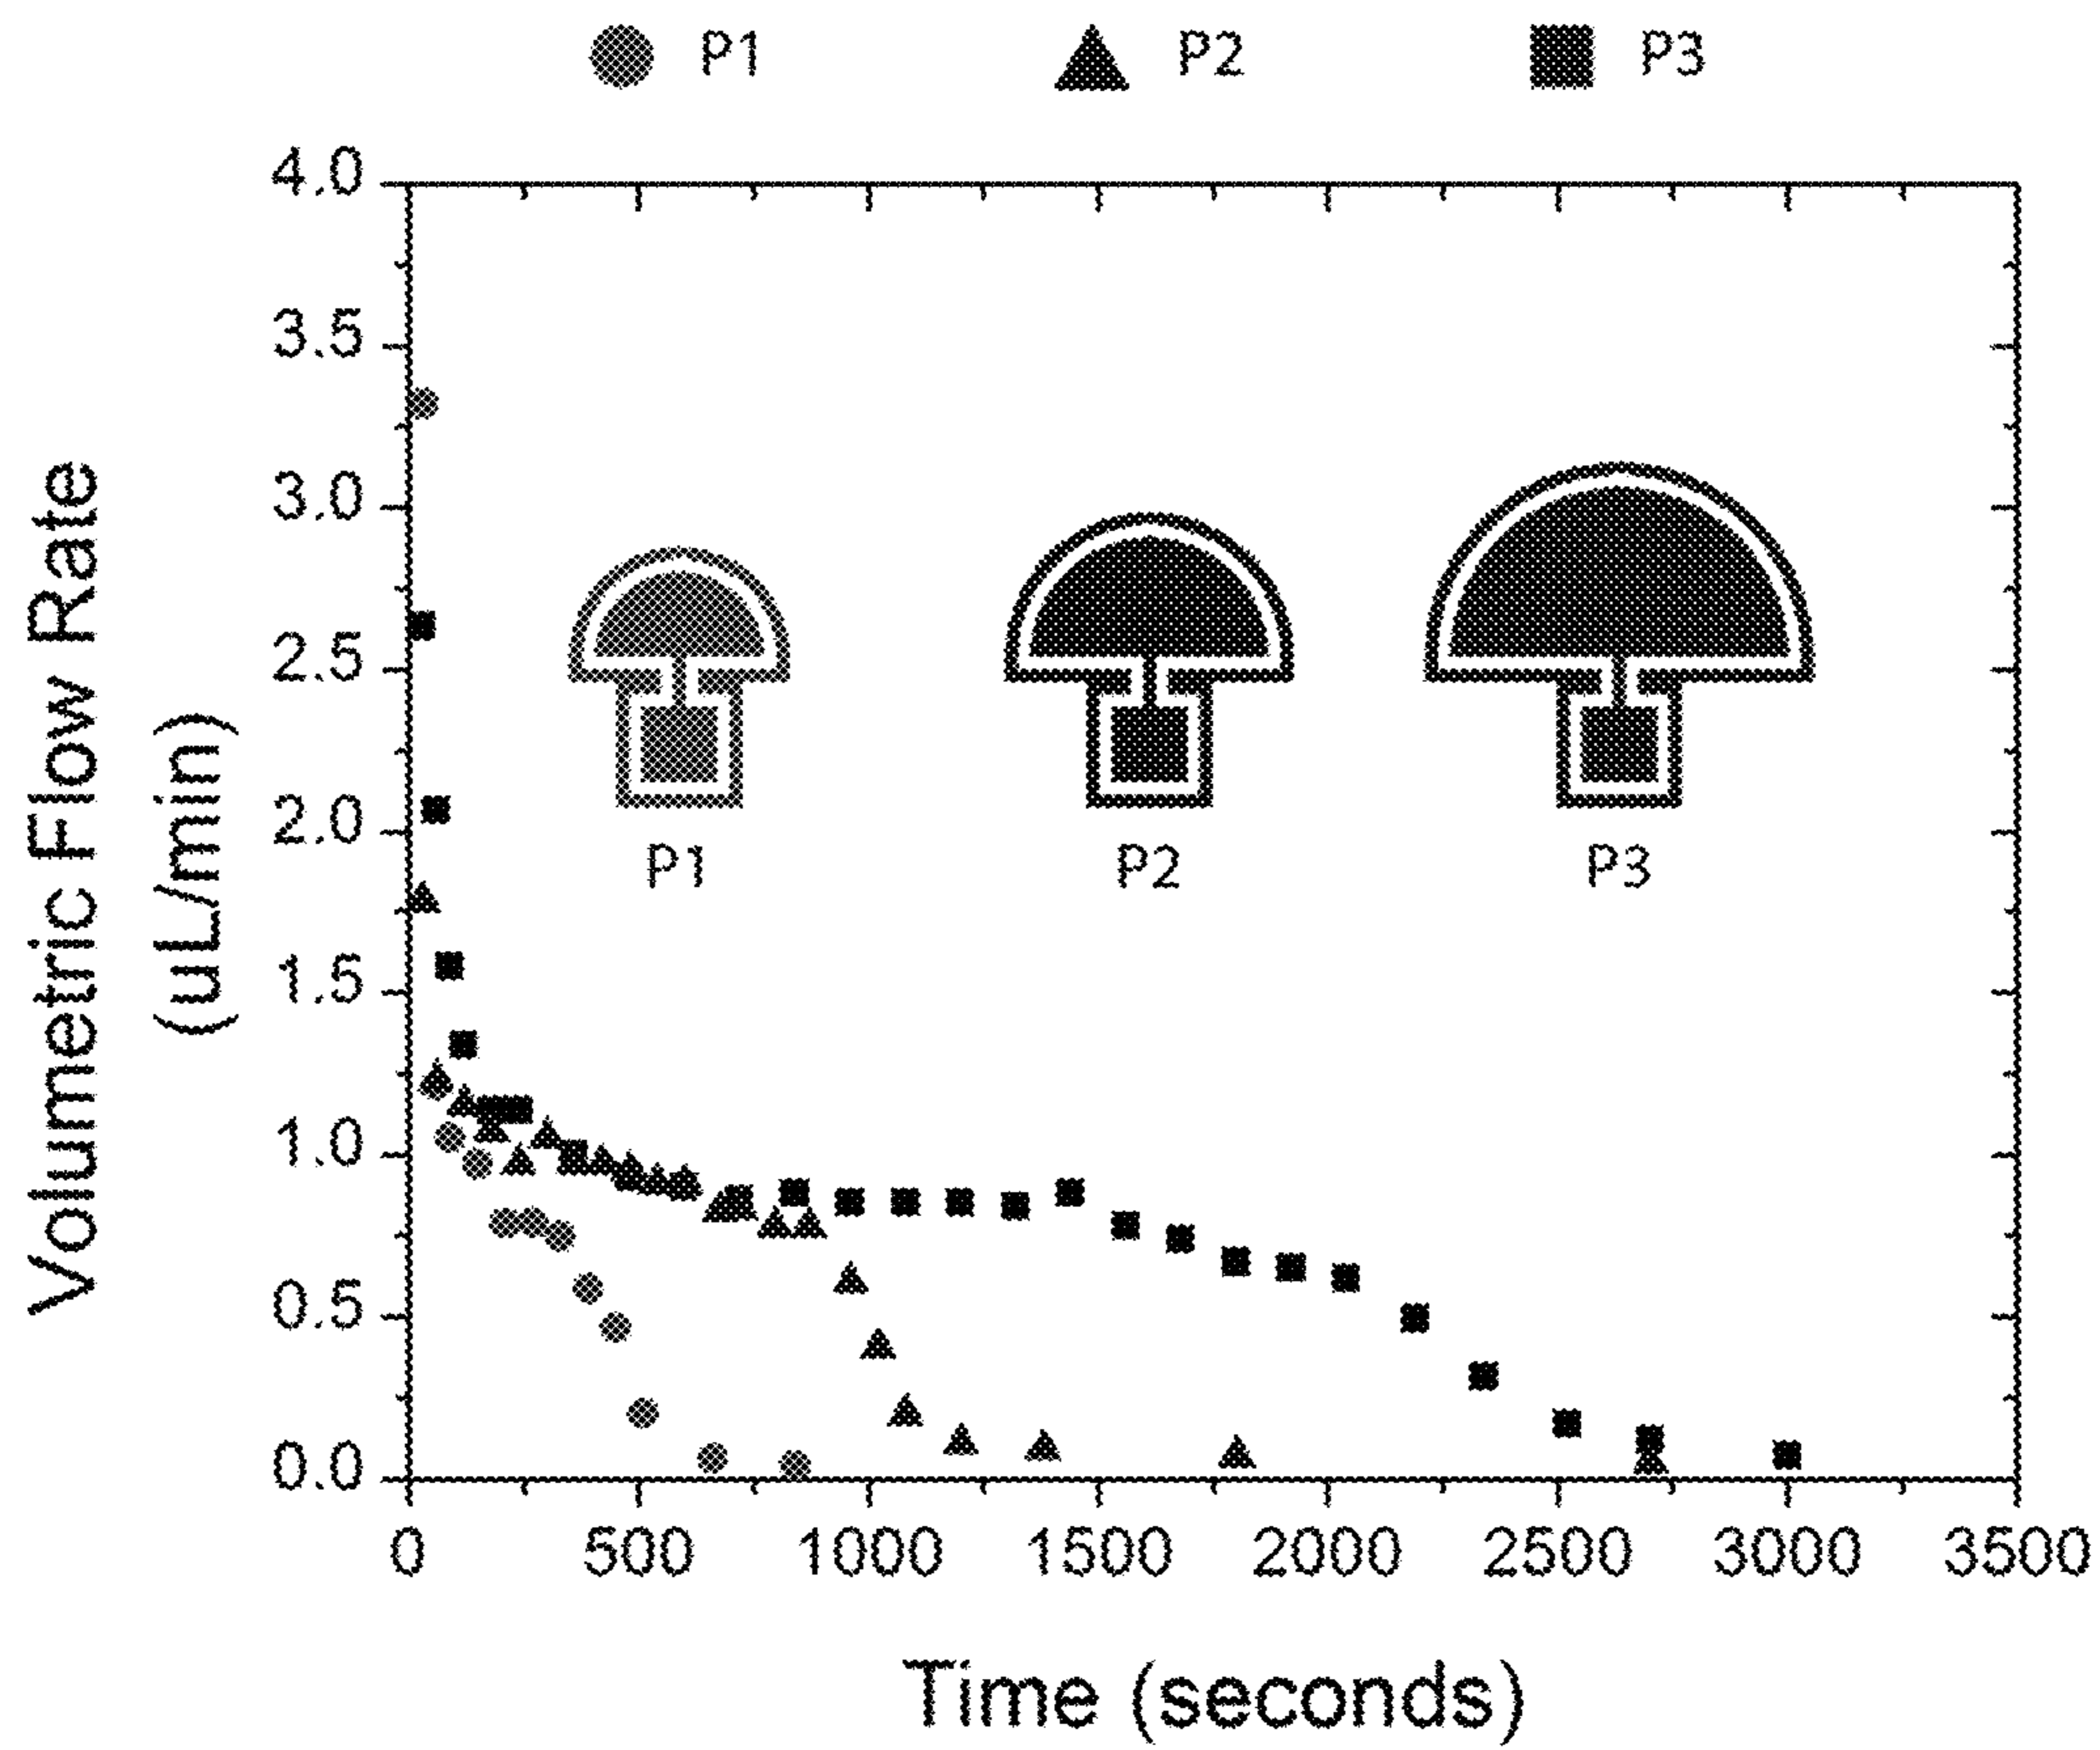 P1 P2 P3
4.0
3.5
3.0
2.5
2.0
1.5
1.0
0.5
0.0
Volumetric Flow Rate
(uL/min)
P1 P2 P3
0 500 1000 1500 2000 2500 3000 3500
Time (seconds)